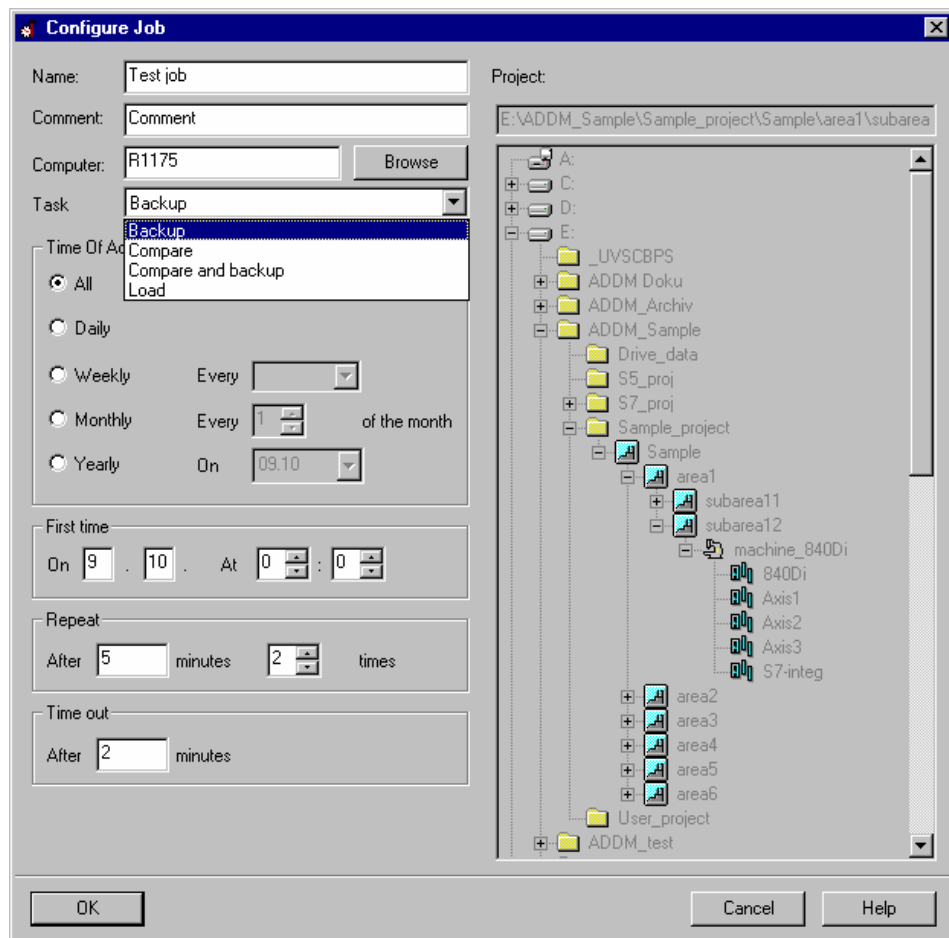 Configure Job
Name: Test job
Comment: Comment
Computer: R1175 Browse
Task Backup
Backup
Compare
Compare and backup
Load
Time Of Ac
All
Daily
Weekly Every
Monthly Every 1 of the month
Yearly On 09.10
First time
On 9 . 10 . At 0 : 0
Repeat
After 5 minutes 2 times
Time out
After 2 minutes
Project:
E:\ADDM_Sample\Sample_project\Sample\area1\subarea
A:
C:
D:
E:
_UVSCBPS
ADDM Doku
ADDM_Archiv
ADDM_Sample
Drive_data
S5_proj
S7_proj
Sample_project
Sample
area1
subarea11
subarea12
machine_840Di
840Di
Axis1
Axis2
Axis3
S7-integ
area2
area3
area4
area5
area6
User_project
ADDM_test
OK Cancel Help